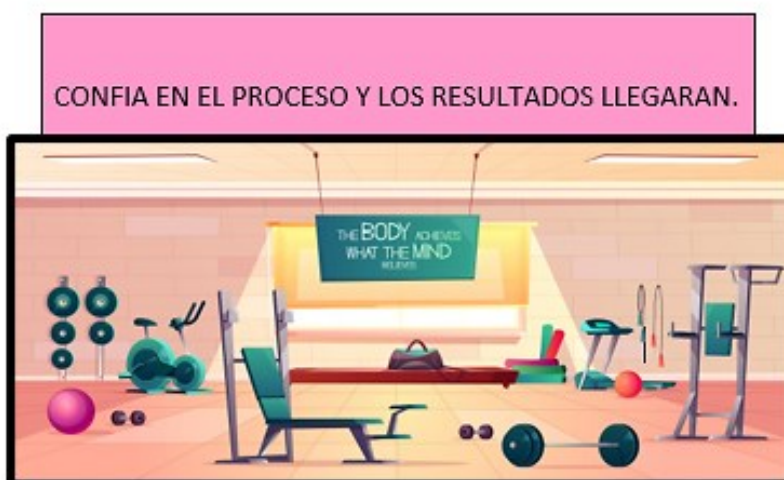 CONFIA EN EL PROCESO Y LOS RESULTADOS LLEGARAN.
THE BODY ACHIEVES
WHAT THE MIND
BELIEVES